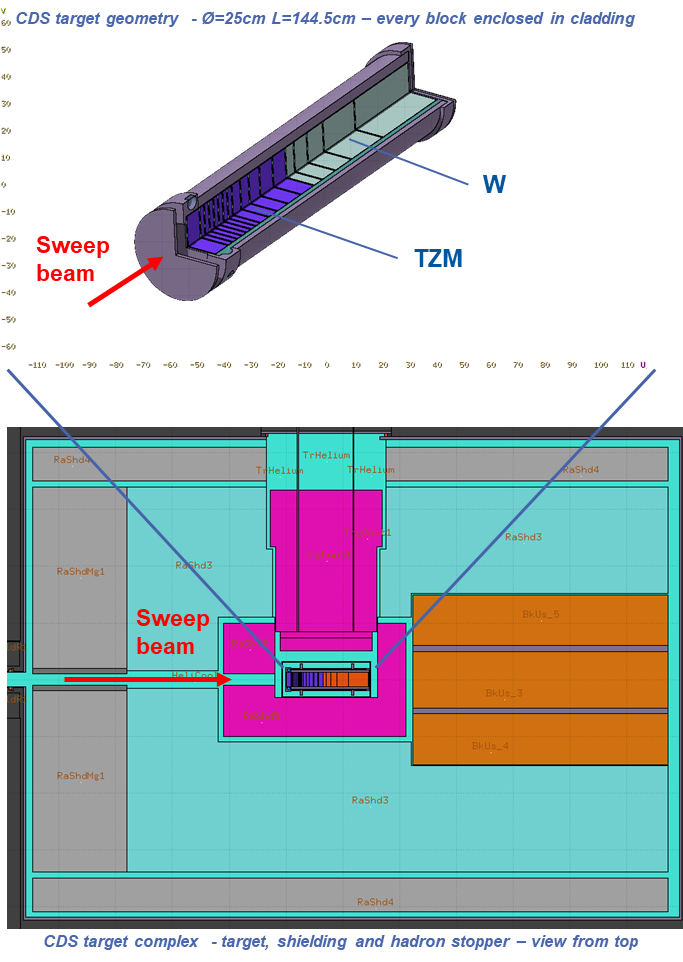 V
60
CDS target geometry - Ø=25cm L=144.5cm – every block enclosed in cladding
50
40
30
20
10
0
-10
-20
-30
-40
-50
-60
W
TZM
Sweep
beam
-110 -100 -90 -80 -70 -60 -50 -40 -30 -20 -10 0 10 20 30 40 50 60 70 80 90 100 110 U
TrHelium
RaShd4
TrHelium
TrHelium
RaShd4
RaShd3
RaShd3
RaShdMg1
Sweep
beam
BkUs_5
BkUs_3
BkUs_4
RaShdMg1
RaShd3
RaShd4
CDS target complex - target, shielding and hadron stopper – view from top